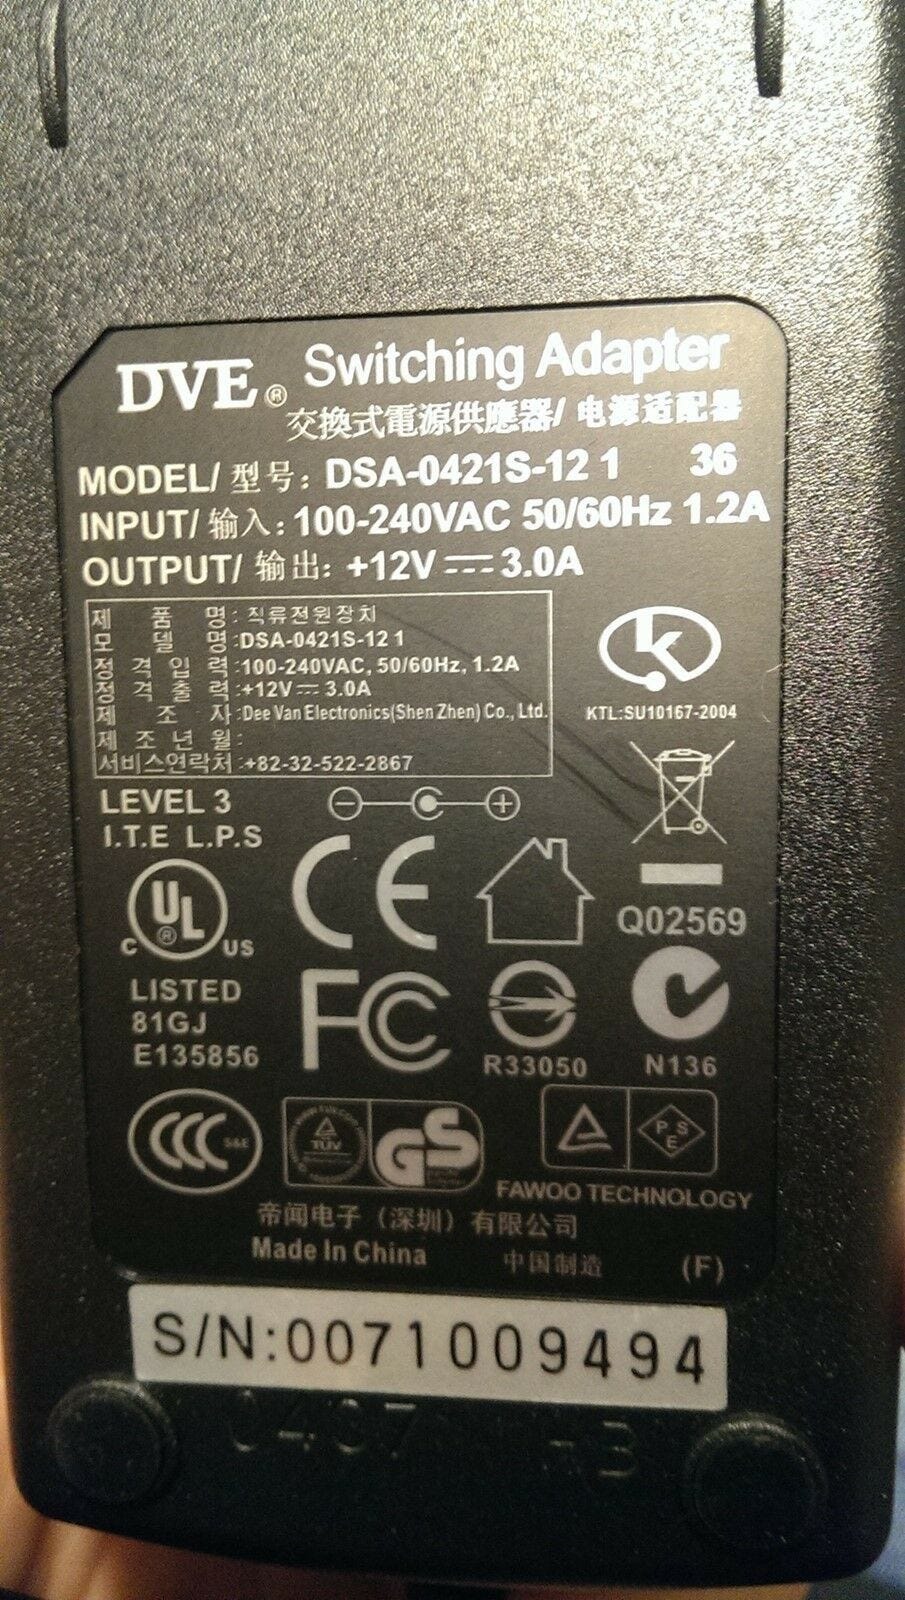 DVE® Switching Adapter
交換式電源供應器/ 电源适配器
MODEL/ 型号: DSA-0421S-12 1 36
INPUT/ 输入: 100-240VAC 50/60Hz 1.2A
OUTPUT/ 输出: +12V 3.0A
제 품 명: 직류전원장치
모 델 명: DSA-0421S-12 1
정격입력: 100-240VAC, 50/60Hz, 1.2A
정격출력: +12V 3.0A
제 조 자: Dee Van Electronics(Shen Zhen) Co., Ltd.
제조년월:
서비스연락처: +82-32-522-2867
K
KTL:SU10167-2004
LEVEL 3
I.T.E L.P.S
C UL® US
LISTED
81GJ
E135856
CE
FC
Q02569
R33050
N136
CCC S&E
TÜV
GS
PSE
FAWOO TECHNOLOGY
帝闻电子（深圳）有限公司
Made In China 中国制造 (F)
S/N:0071009494